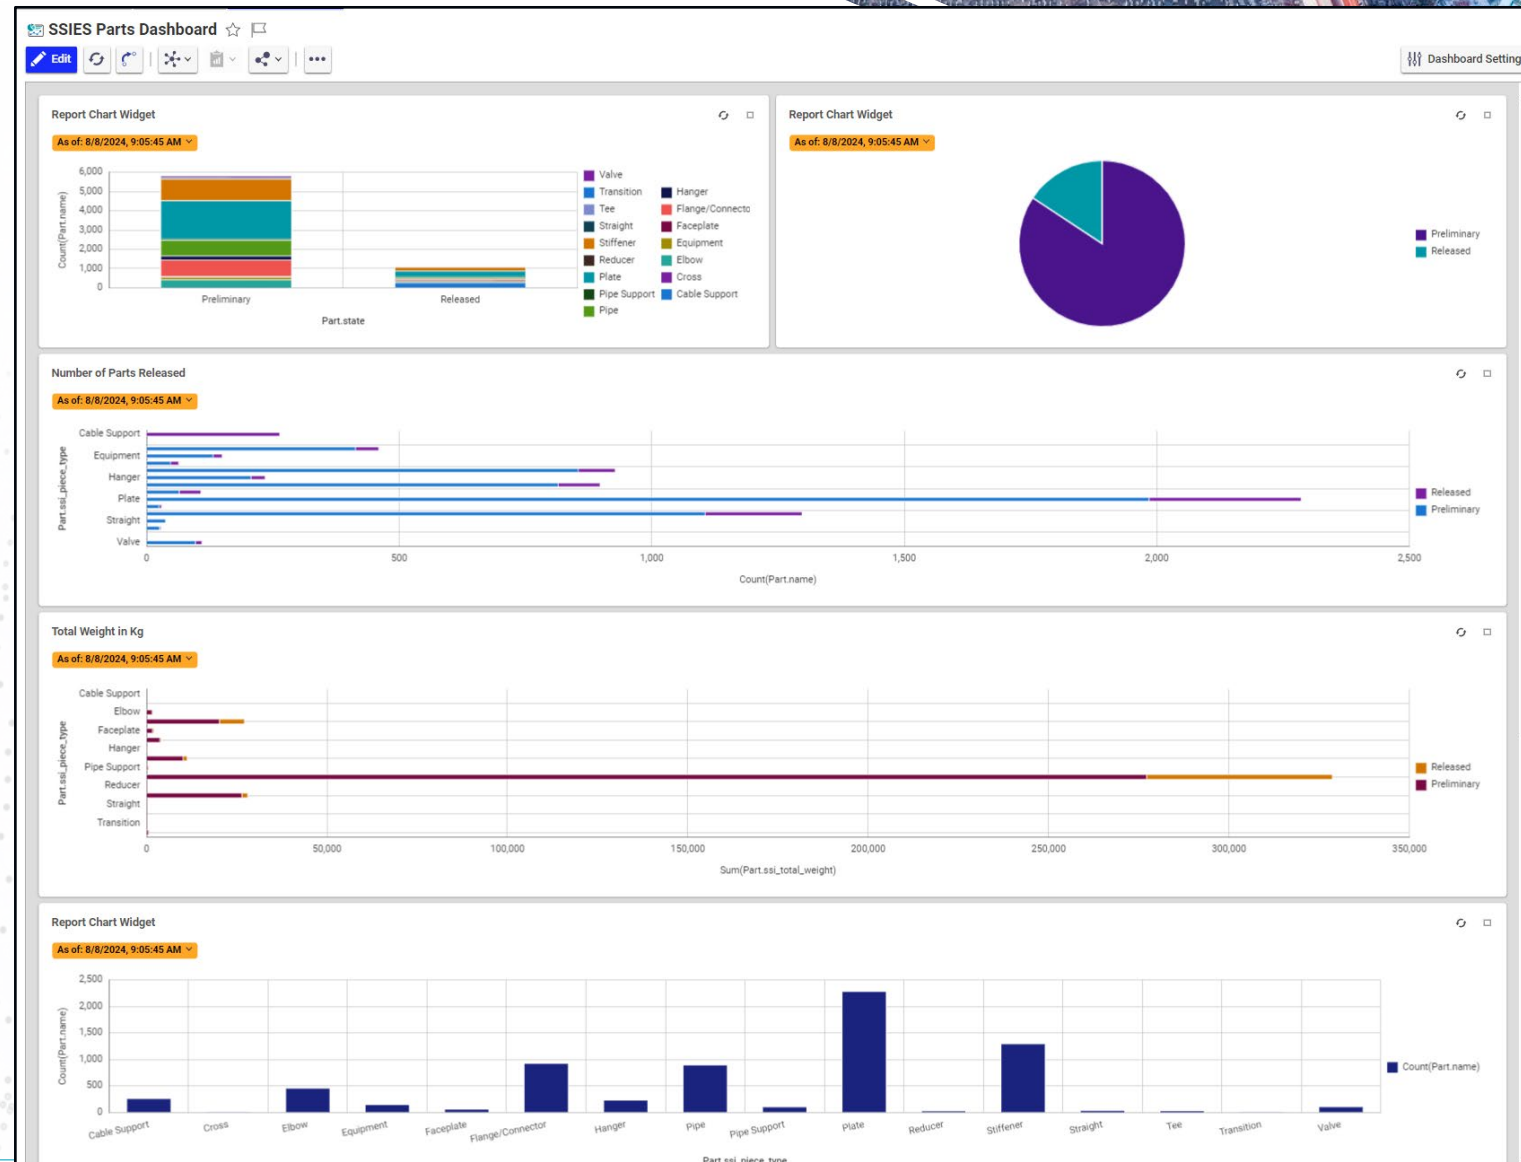 SSIES Parts Dashboard
Edit
Dashboard Setting
Report Chart Widget
As of: 8/8/2024, 9:05:45 AM
6,000
5,000
4,000
3,000
2,000
1,000
0
Count(Part.name)
Preliminary
Released
Part.state
Valve
Transition
Tee
Straight
Stiffener
Reducer
Plate
Pipe Support
Pipe
Hanger
Flange/Connecto
Faceplate
Equipment
Elbow
Cross
Cable Support
Report Chart Widget
As of: 8/8/2024, 9:05:45 AM
Preliminary
Released
Number of Parts Released
As of: 8/8/2024, 9:05:45 AM
Part.ssi_piece_type
Cable Support
Equipment
Hanger
Plate
Straight
Valve
0
500
1,000
1,500
2,000
2,500
Count(Part.name)
Released
Preliminary
Total Weight in Kg
As of: 8/8/2024, 9:05:45 AM
Part.ssi_piece_type
Cable Support
Elbow
Faceplate
Hanger
Pipe Support
Reducer
Straight
Transition
0
50,000
100,000
150,000
200,000
250,000
300,000
350,000
Sum(Part.ssi_total_weight)
Released
Preliminary
Report Chart Widget
As of: 8/8/2024, 9:05:45 AM
2,500
2,000
1,500
1,000
500
0
Count(Part.name)
Cable Support
Cross
Elbow
Equipment
Faceplate
Flange/Connector
Hanger
Pipe
Pipe Support
Plate
Reducer
Stiffener
Straight
Tee
Transition
Valve
Part.ssi_piece_type
Count(Part.name)